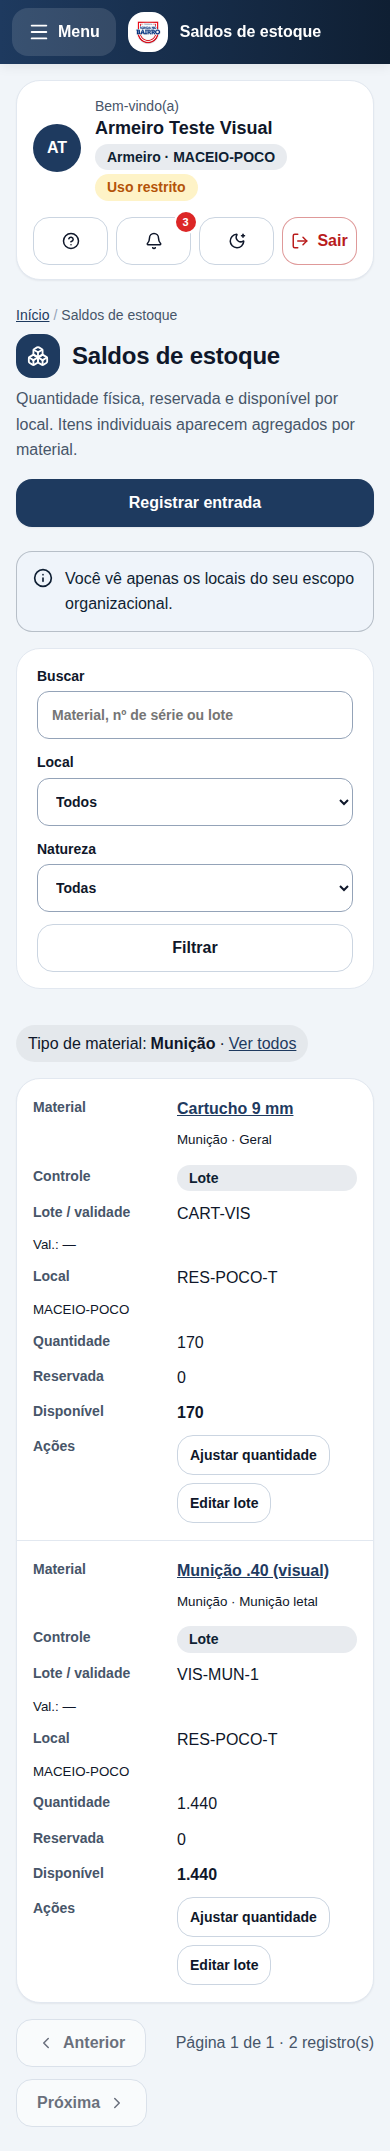 Menu
BAIRRO
Saldos de estoque
AT
Bem-vindo(a)
Armeiro Teste Visual
Armeiro · MACEIO-POCO
Uso restrito
3
Sair
Início / Saldos de estoque
Saldos de estoque
Quantidade física, reservada e disponível por
local. Itens individuais aparecem agregados por
material.
Registrar entrada
Você vê apenas os locais do seu escopo
organizacional.
Buscar
Material, nº de série ou lote
Local
Todos
Natureza
Todas
Filtrar
Tipo de material: Munição · Ver todos
Material Cartucho 9 mm
Munição · Geral
Controle Lote
Lote / validade CART-VIS
Val.: —
Local RES-POCO-T
MACEIO-POCO
Quantidade 170
Reservada 0
Disponível 170
Ações Ajustar quantidade
Editar lote
Material Munição .40 (visual)
Munição · Munição letal
Controle Lote
Lote / validade VIS-MUN-1
Val.: —
Local RES-POCO-T
MACEIO-POCO
Quantidade 1.440
Reservada 0
Disponível 1.440
Ações Ajustar quantidade
Editar lote
Anterior Página 1 de 1 · 2 registro(s)
Próxima